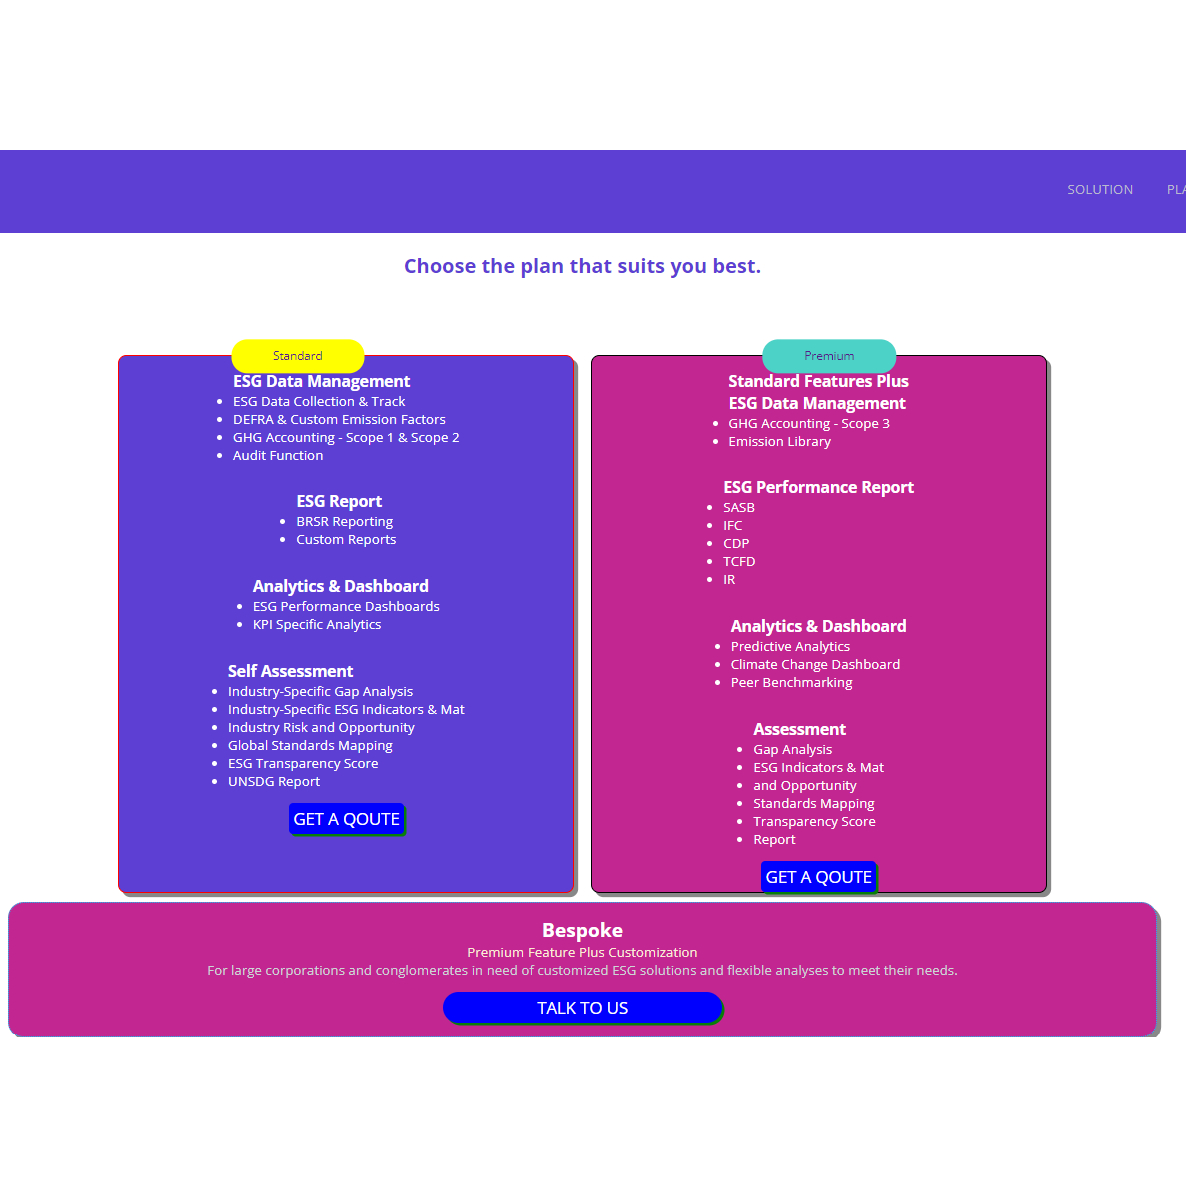 SOLUTION
Choose the plan that suits you best.
Standard
ESG Data Management
ESG Data Collection & Track
DEFRA & Custom Emission Factors
GHG Accounting - Scope 1 & Scope 2
Audit Function
ESG Report
BRSR Reporting
Custom Reports
Analytics & Dashboard
ESG Performance Dashboards
KPI Specific Analytics
Self Assessment
Industry-Specific Gap Analysis
Industry-Specific ESG Indicators & Mat
Industry Risk and Opportunity
Global Standards Mapping
ESG Transparency Score
UNSDG Report
GET A QOUTE
Premium
Standard Features Plus
ESG Data Management
GHG Accounting - Scope 3
Emission Library
ESG Performance Report
SASB
IFC
CDP
TCFD
IR
Analytics & Dashboard
Predictive Analytics
Climate Change Dashboard
Peer Benchmarking
Assessment
Gap Analysis
ESG Indicators & Mat
and Opportunity
Standards Mapping
Transparency Score
Report
GET A QOUTE
Bespoke
Premium Feature Plus Customization
For large corporations and conglomerates in need of customized ESG solutions and flexible analyses to meet their needs.
TALK TO US